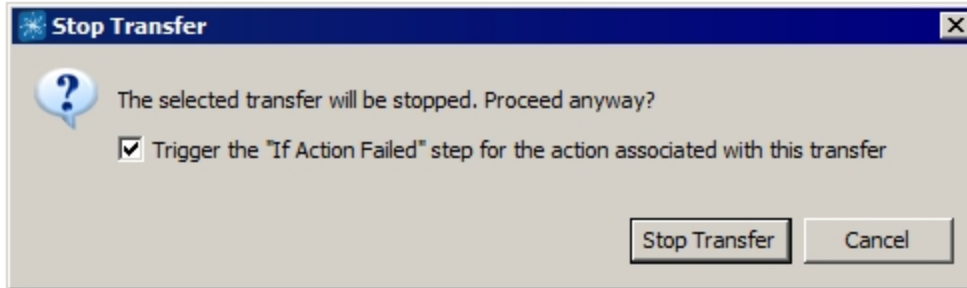 Stop Transfer
The selected transfer will be stopped. Proceed anyway?
Trigger the "If Action Failed" step for the action associated with this transfer
Stop Transfer
Cancel